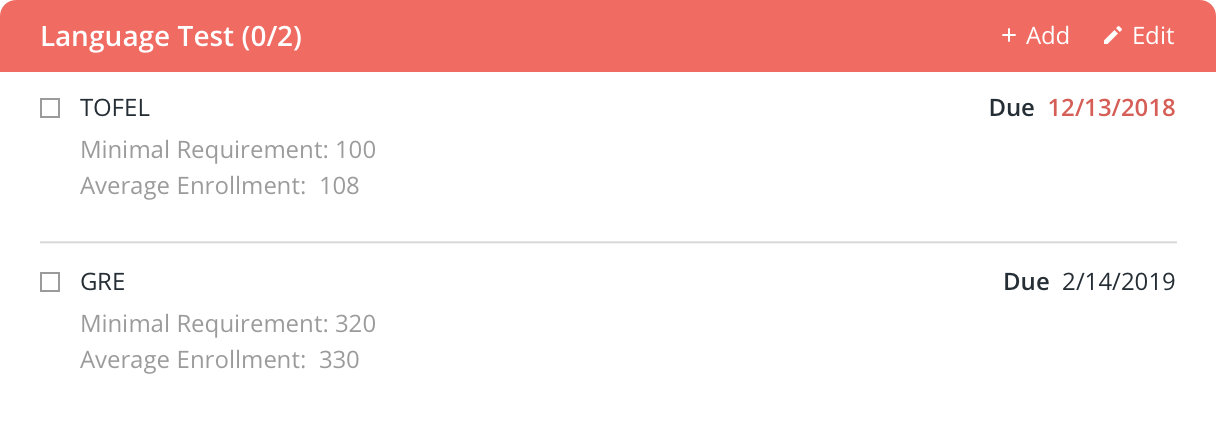 Language Test (0/2) + Add Edit
TOFEL Due 12/13/2018
Minimal Requirement: 100
Average Enrollment: 108
GRE Due 2/14/2019
Minimal Requirement: 320
Average Enrollment: 330